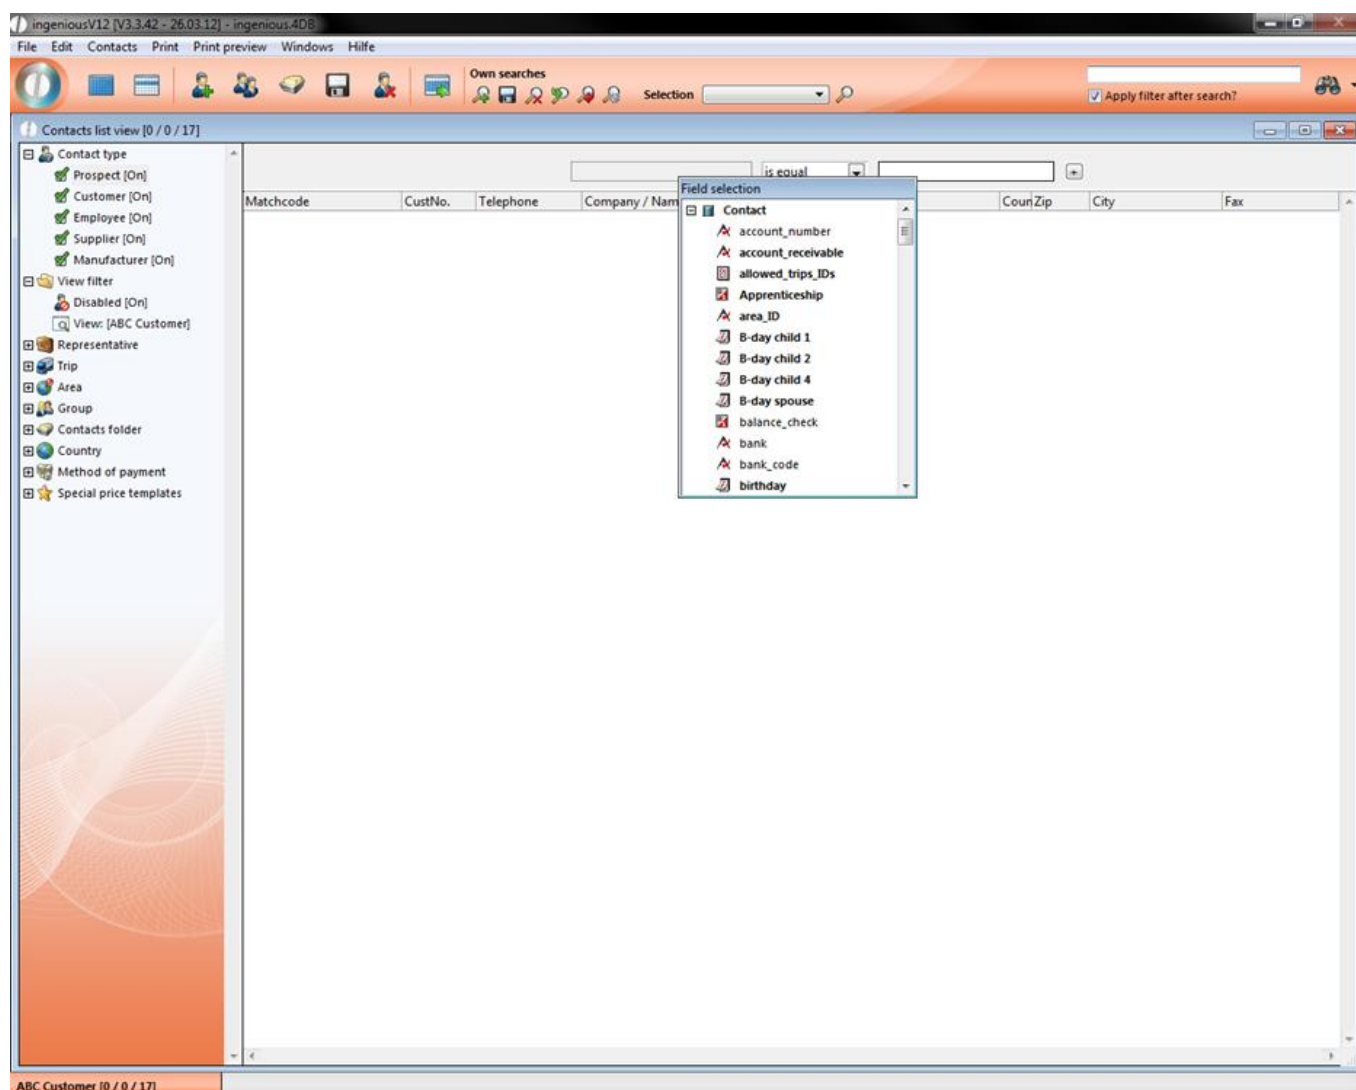 ingeniousV12 [V3.3.42 - 26.03.12] - ingenious.4DB
File Edit Contacts Print Print preview Windows Hilfe
Own searches
Selection
Apply filter after search?
Contacts list view [0 / 0 / 17]
Contact type
Prospect [On]
Customer [On]
Employee [On]
Supplier [On]
Manufacturer [On]
View filter
Disabled [On]
View: [ABC Customer]
Representative
Trip
Area
Group
Contacts folder
Country
Method of payment
Special price templates
is equal
Matchcode CustNo. Telephone Company / Nam Coun Zip City Fax
Field selection
Contact
account_number
account_receivable
allowed_trips_IDs
Apprenticeship
area_ID
B-day child 1
B-day child 2
B-day child 4
B-day spouse
balance_check
bank
bank_code
birthday
ABC Customer [0 / 0 / 17]